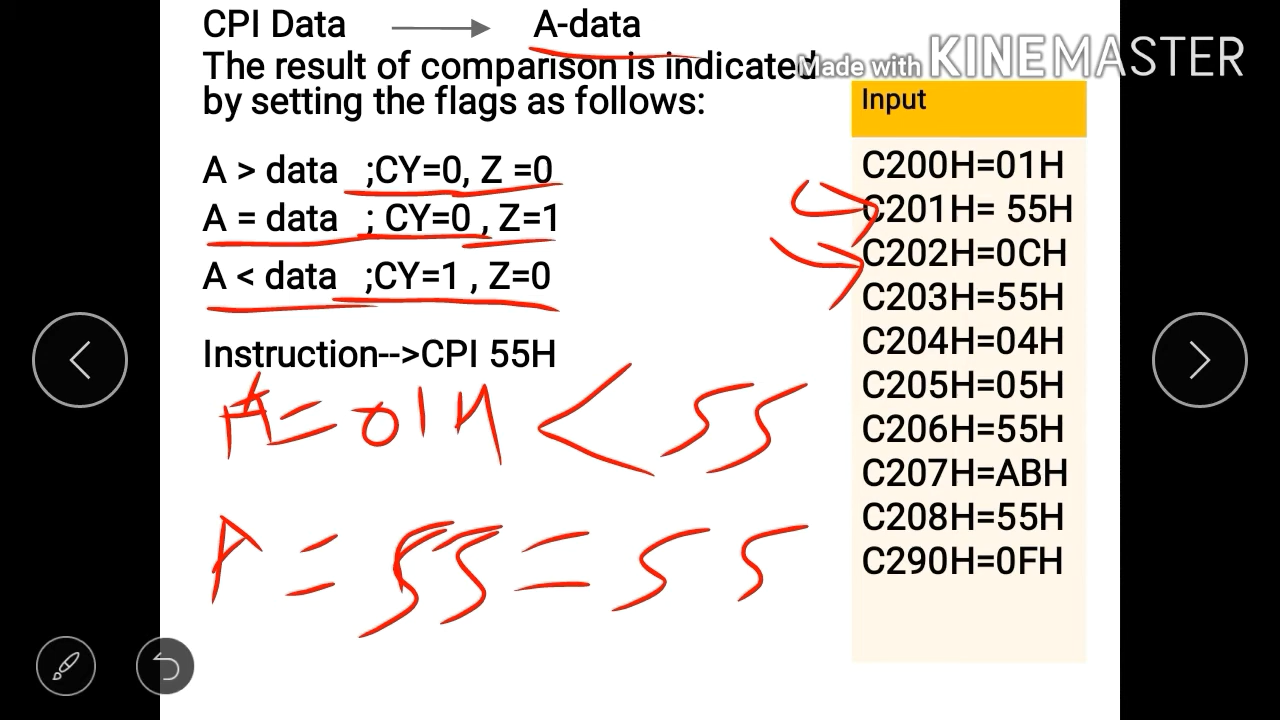 CPI Data → A-data
The result of comparison is indicated
by setting the flags as follows:
Made with KINEMASTER
A > data ;CY=0, Z =0
A = data ; CY=0 , Z=1
A < data ;CY=1 , Z=0
Instruction-->CPI 55H
A=01H < 55
A = 55 = 55
Input
C200H=01H
C201H= 55H
C202H=0CH
C203H=55H
C204H=04H
C205H=05H
C206H=55H
C207H=ABH
C208H=55H
C290H=0FH